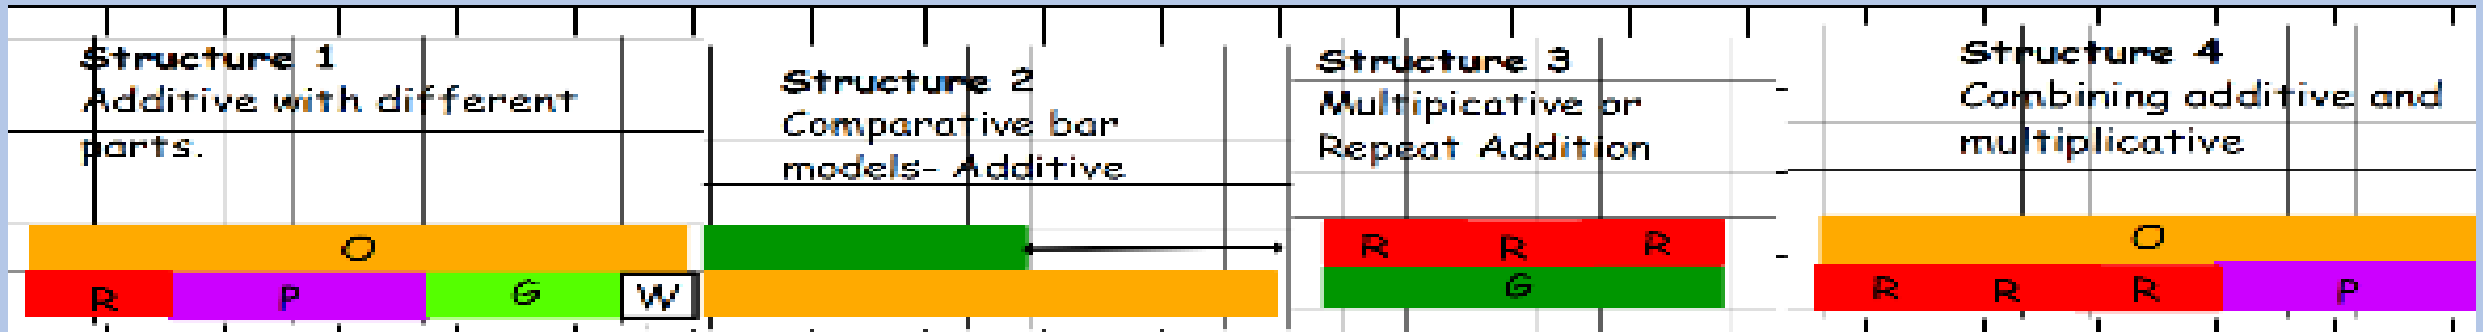 Structure 1
Additive with different
parts.
O
R P G W
Structure 2
Comparative bar
models- Additive
Structure 3
Multipicative or
Repeat Addition
R R R
G
Structure 4
Combining additive and
multiplicative
O
R R R P